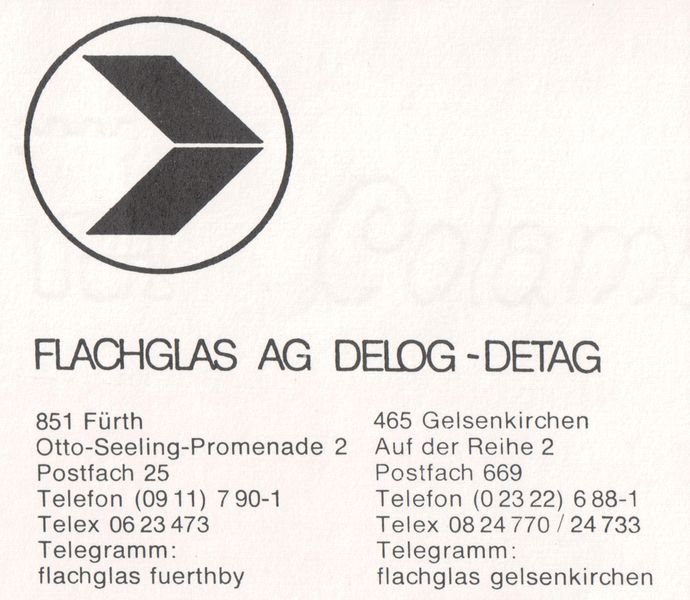 FLACHGLAS AG DELOG-DETAG
851 Fürth
Otto-Seeling-Promenade 2
Postfach 25
Telefon (09 11) 7 90-1
Telex 06 23 473
Telegramm:
flachglas fuerthby
465 Gelsenkirchen
Auf der Reihe 2
Postfach 669
Telefon (0 23 22) 6 88-1
Telex 08 24 770 / 24 733
Telegramm:
flachglas gelsenkirchen